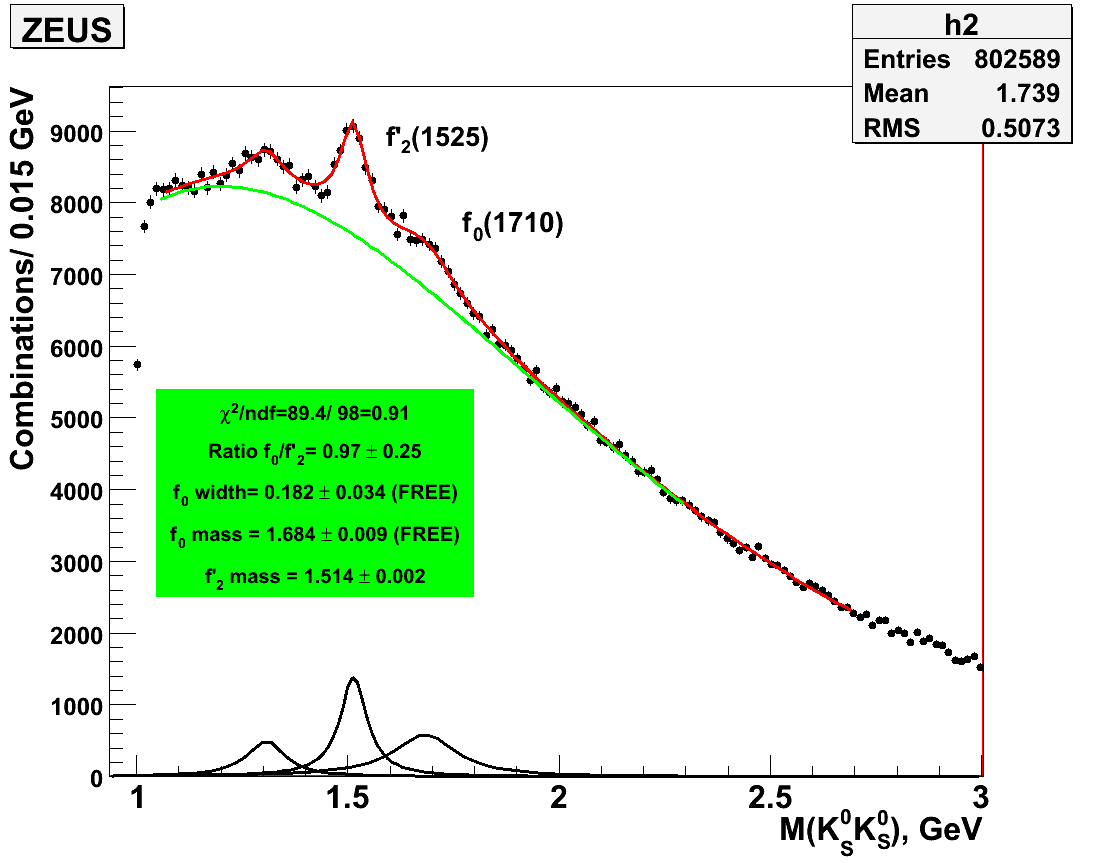 ZEUS
h2
Entries 802589
Mean 1.739
RMS 0.5073
Combinations/ 0.015 GeV
9000
8000
7000
6000
5000
4000
3000
2000
1000
0
f'₂(1525)
f₀(1710)
χ²/ndf=89.4/ 98=0.91
Ratio f₀/f'₂= 0.97 ± 0.25
f₀ width= 0.182 ± 0.034 (FREE)
f₀ mass = 1.684 ± 0.009 (FREE)
f'₂ mass = 1.514 ± 0.002
1 1.5 2 2.5 3
M(K⁰ₛK⁰ₛ), GeV